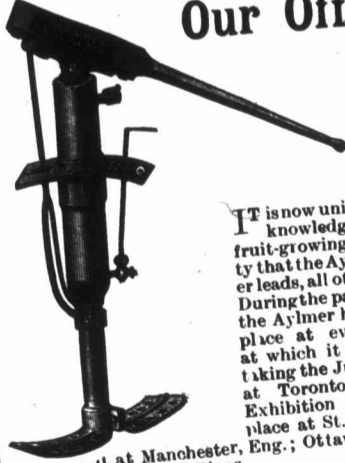 Our Off
IT is now uni
knowledg
fruit-growing
ty that the Ay
er leads, all of
During the pa
the Aylmer h
place at ev
at which it
taking the Ju
at Toronto
Exhibition
place at St.
at Manchester, Eng.; Ottaw